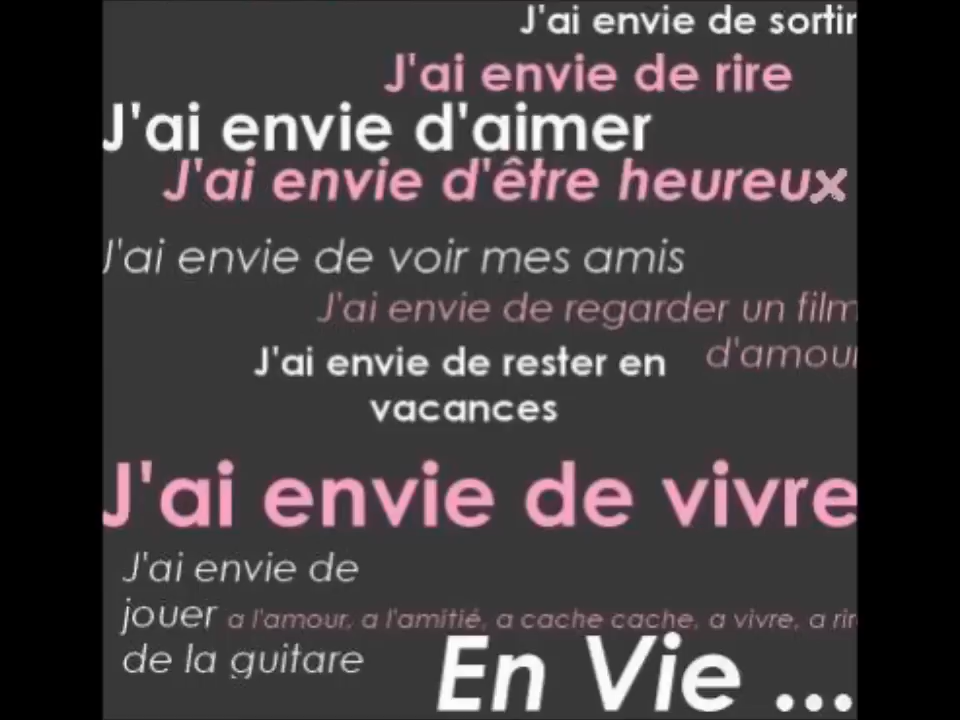 J'ai envie de sortir
J'ai envie de rire
J'ai envie d'aimer
J'ai envie d'être heureux
J'ai envie de voir mes amis
J'ai envie de regarder un film
d'amour
J'ai envie de rester en
vacances
J'ai envie de vivre
J'ai envie de
jouer a l'amour, a l'amitié, a cache cache, a vivre, a rir
de la guitare
En Vie ...